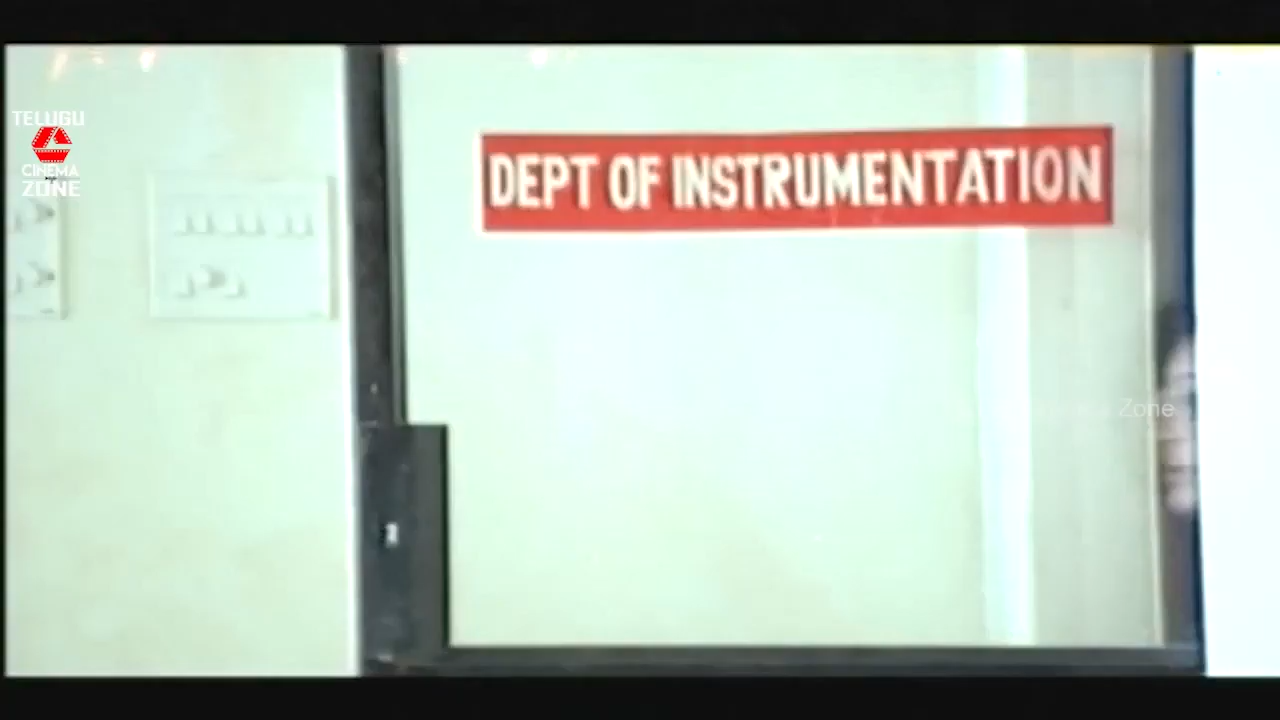 TELUGU
CINEMA
ZONE
DEPT OF INSTRUMENTATION
Zone